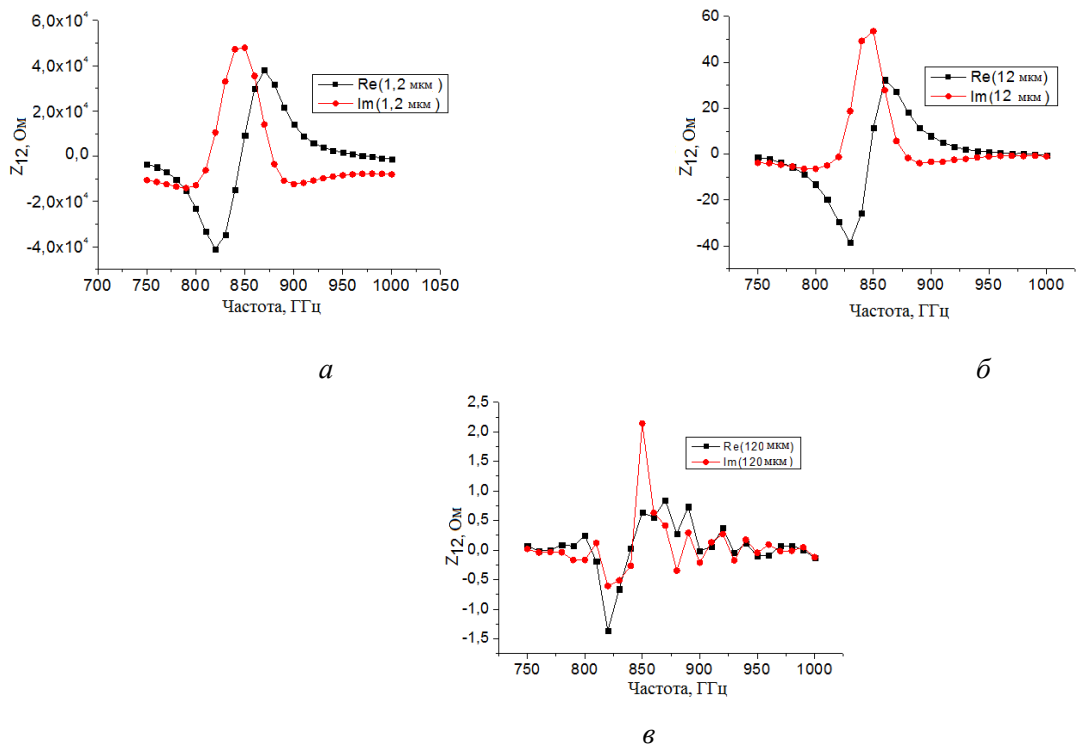 6,0x10⁴
4,0x10⁴
2,0x10⁴
0,0
-2,0x10⁴
-4,0x10⁴
Z12, Ом
Re(1,2 мкм)
Im(1,2 мкм)
700 750 800 850 900 950 1000 1050
Частота, ГГц
а
60
40
20
0
-20
-40
Z12, Ом
Re(12 мкм)
Im(12 мкм)
750 800 850 900 950 1000
Частота, ГГц
б
2,5
2,0
1,5
1,0
0,5
0,0
-0,5
-1,0
-1,5
Z12, Ом
Re(120 мкм)
Im(120 мкм)
750 800 850 900 950 1000
Частота, ГГц
в